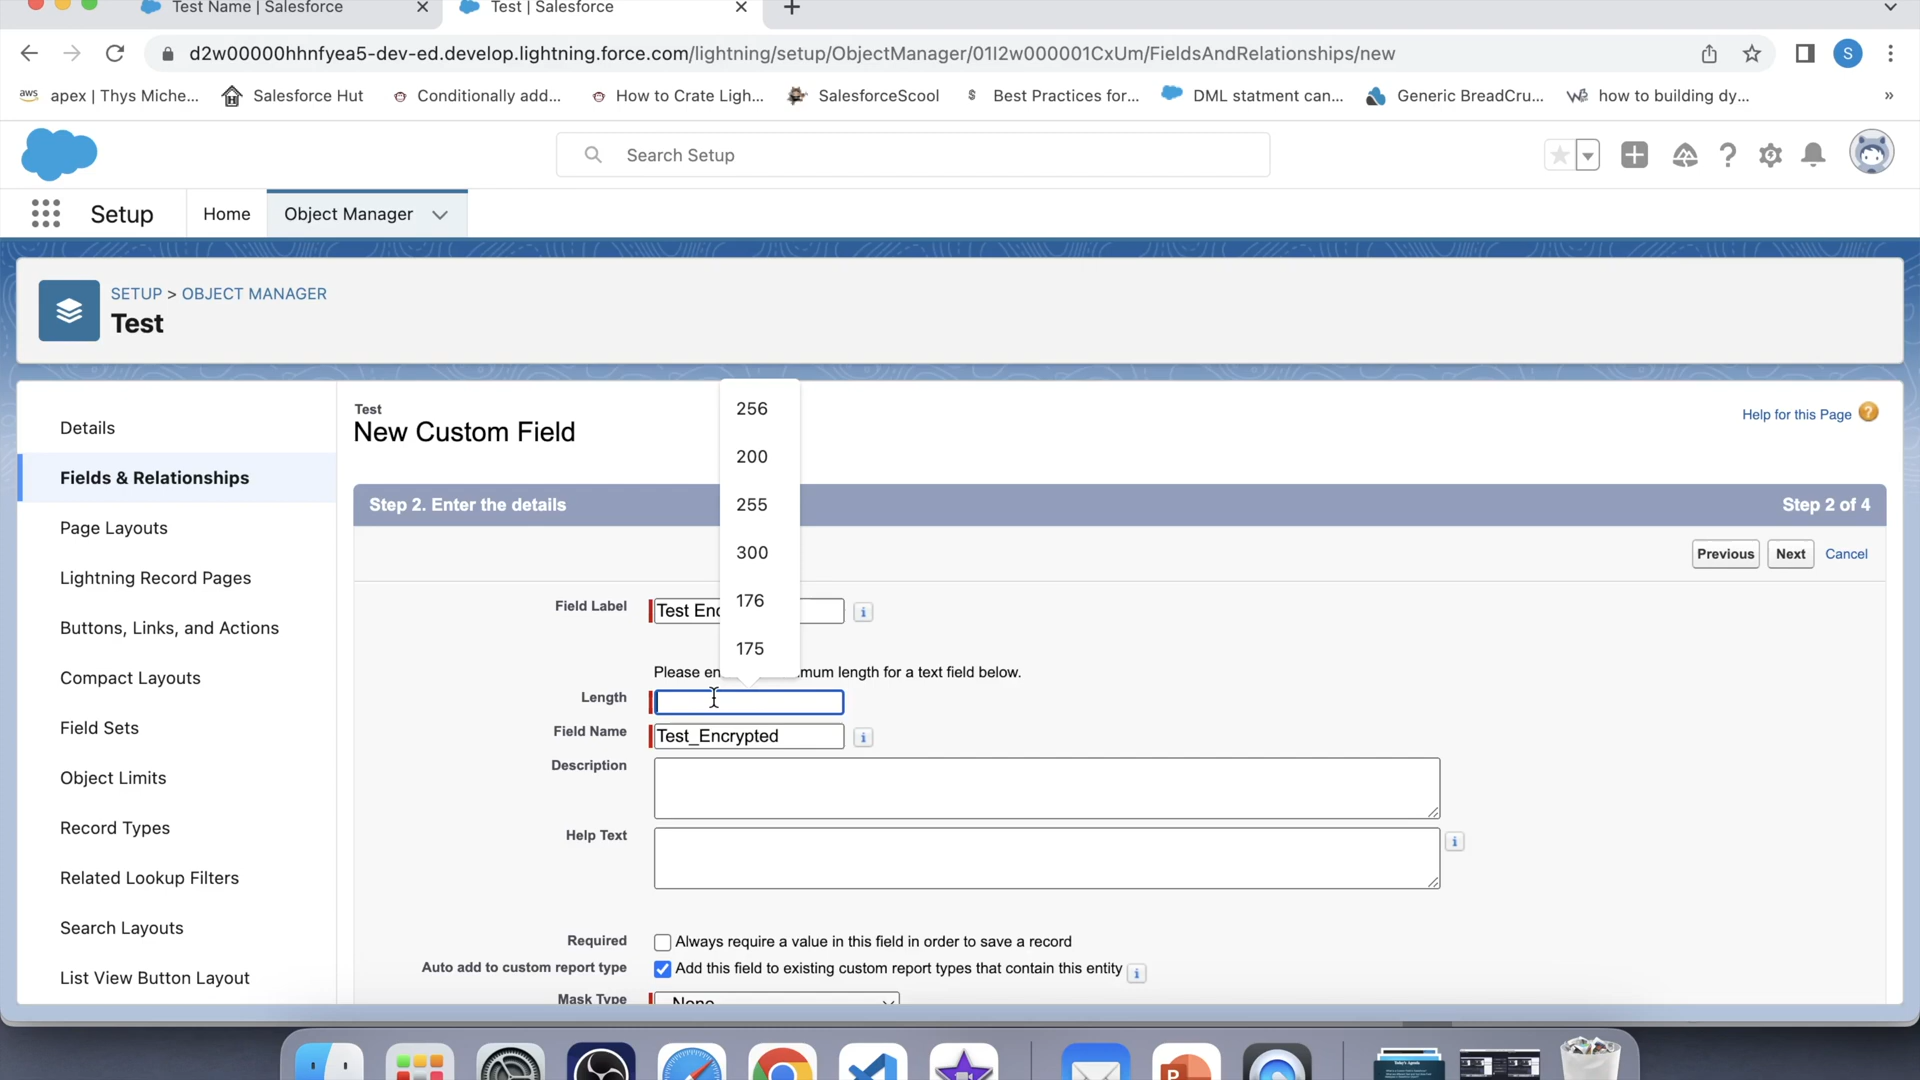 Test Name | Salesforce
Test | Salesforce
d2w00000hhnfyea5-dev-ed.develop.lightning.force.com/lightning/setup/ObjectManager/01I2w000001CxUm/FieldsAndRelationships/new
S
aws apex | Thys Miche...
Salesforce Hut
Conditionally add...
How to Crate Ligh...
SalesforceScool
Best Practices for...
DML statment can...
Generic BreadCru...
how to building dy...
»
Search Setup
Setup
Home
Object Manager
SETUP > OBJECT MANAGER
Test
Details
Fields & Relationships
Page Layouts
Lightning Record Pages
Buttons, Links, and Actions
Compact Layouts
Field Sets
Object Limits
Record Types
Related Lookup Filters
Search Layouts
List View Button Layout
Test
New Custom Field
Help for this Page
Step 2. Enter the details
Step 2 of 4
Previous Next Cancel
256
200
255
300
176
175
Field Label Test Enc
Please en mum length for a text field below.
Length
Field Name Test_Encrypted
Description
Help Text
Required Always require a value in this field in order to save a record
Auto add to custom report type Add this field to existing custom report types that contain this entity
Mask Type None